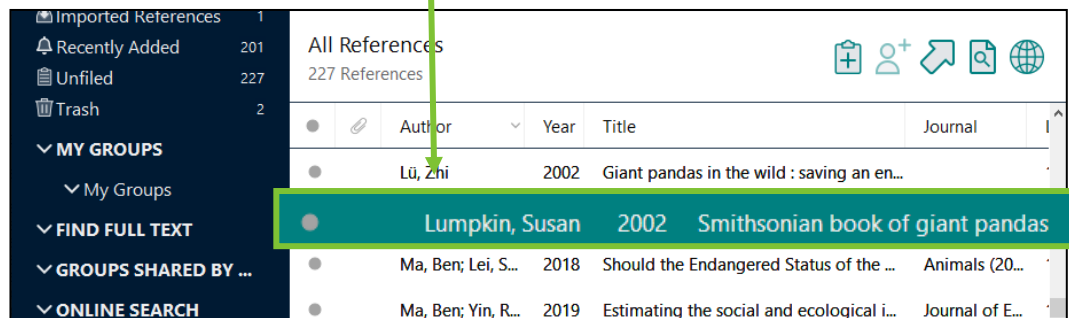 Imported References 1
Recently Added 201
Unfiled 227
Trash 2
MY GROUPS
My Groups
FIND FULL TEXT
GROUPS SHARED BY ...
ONLINE SEARCH
All References
227 References
Author Year Title Journal
Lü, Zhi 2002 Giant pandas in the wild : saving an en...
Lumpkin, Susan 2002 Smithsonian book of giant pandas
Ma, Ben; Lei, S... 2018 Should the Endangered Status of the ... Animals (20...
Ma, Ben; Yin, R... 2019 Estimating the social and ecological i... Journal of E...